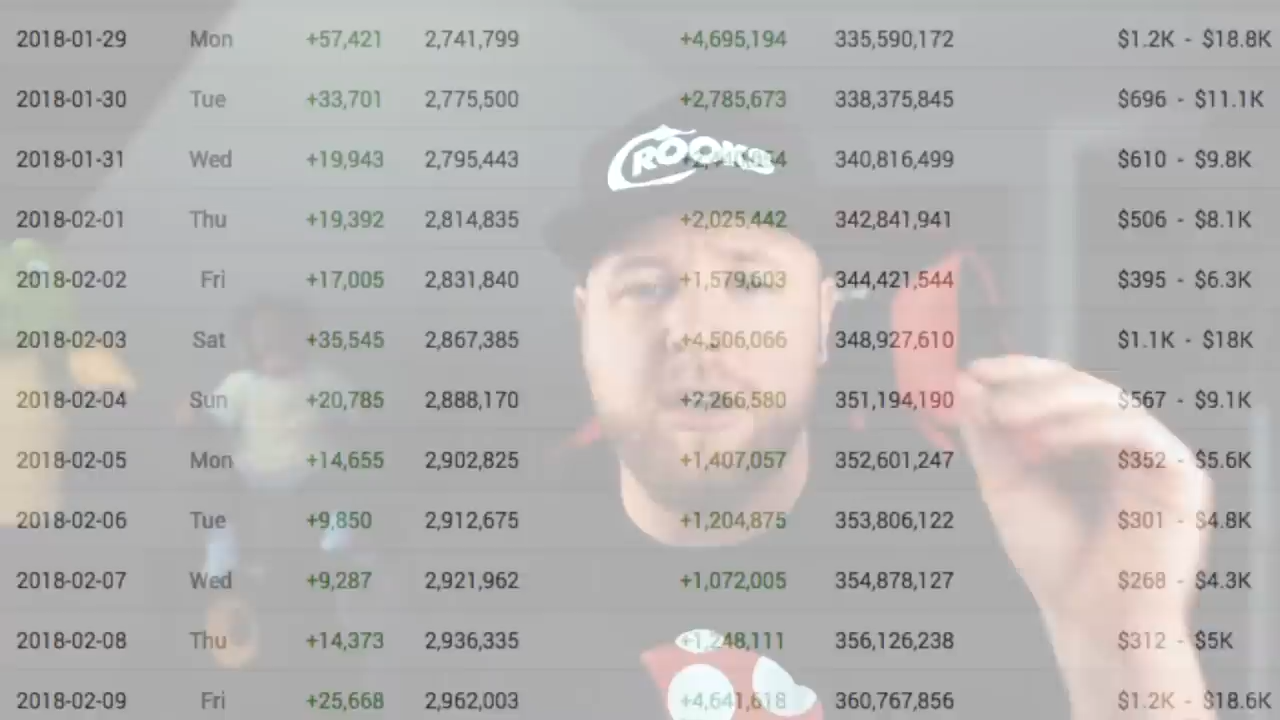 2018-01-29 Mon +57,421 2,741,799 +4,695,194 335,590,172 $1.2K - $18.8K
2018-01-30 Tue +33,701 2,775,500 +2,785,673 338,375,845 $696 - $11.1K
CROOKS
2018-01-31 Wed +19,943 2,795,443 340,816,499 $610 - $9.8K
2018-02-01 Thu +19,392 2,814,835 +2,025,442 342,841,941 $506 - $8.1K
2018-02-02 Fri +17,005 2,831,840 +1,579,603 344,421,544 $395 - $6.3K
2018-02-03 Sat +35,545 2,867,385 +4,506,066 348,927,610 $1.1K - $18K
2018-02-04 Sun +20,785 2,888,170 +2,266,580 351,194,190 $567 - $9.1K
2018-02-05 Mon +14,655 2,902,825 +1,407,057 352,601,247 $352 - $5.6K
2018-02-06 Tue +9,850 2,912,675 +1,204,875 353,806,122 $301 - $4.8K
2018-02-07 Wed +9,287 2,921,962 +1,072,005 354,878,127 $268 - $4.3K
2018-02-08 Thu +14,373 2,936,335 +1,248,111 356,126,238 $312 - $5K
2018-02-09 Fri +25,668 2,962,003 +4,641,618 360,767,856 $1.2K - $18.6K